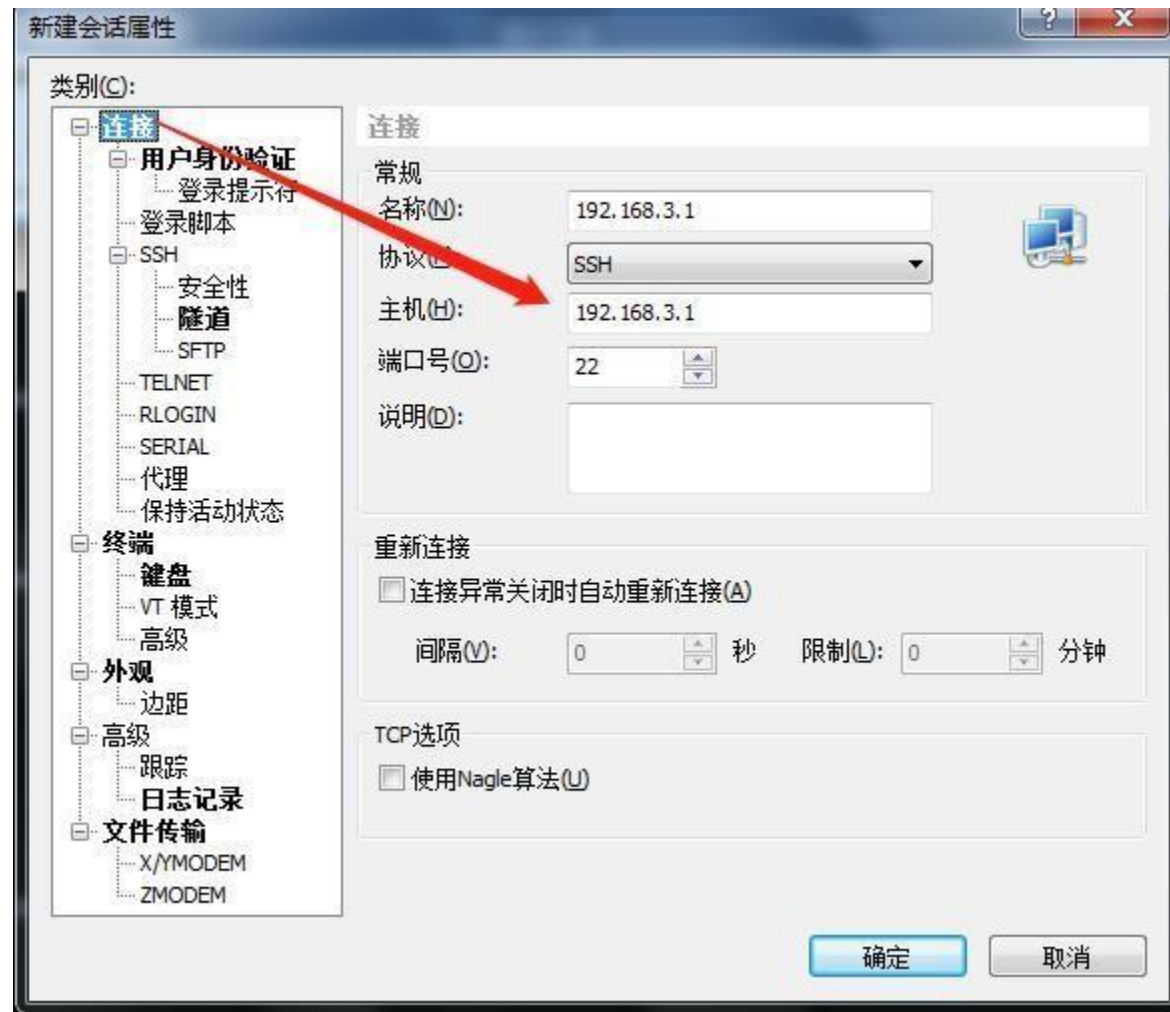 新建会话属性
类别(C):
连接
用户身份验证
登录提示符
登录脚本
SSH
安全性
隧道
SFTP
TELNET
RLOGIN
SERIAL
代理
保持活动状态
终端
键盘
VT 模式
高级
外观
边距
高级
跟踪
日志记录
文件传输
X/YMODEM
ZMODEM
连接
常规
名称(N):
192.168.3.1
协议
SSH
主机(H):
192.168.3.1
端口号(O):
22
说明(D):
重新连接
连接异常关闭时自动重新连接(A)
间隔(V):
0
秒
限制(L):
0
分钟
TCP选项
使用Nagle算法(U)
确定
取消